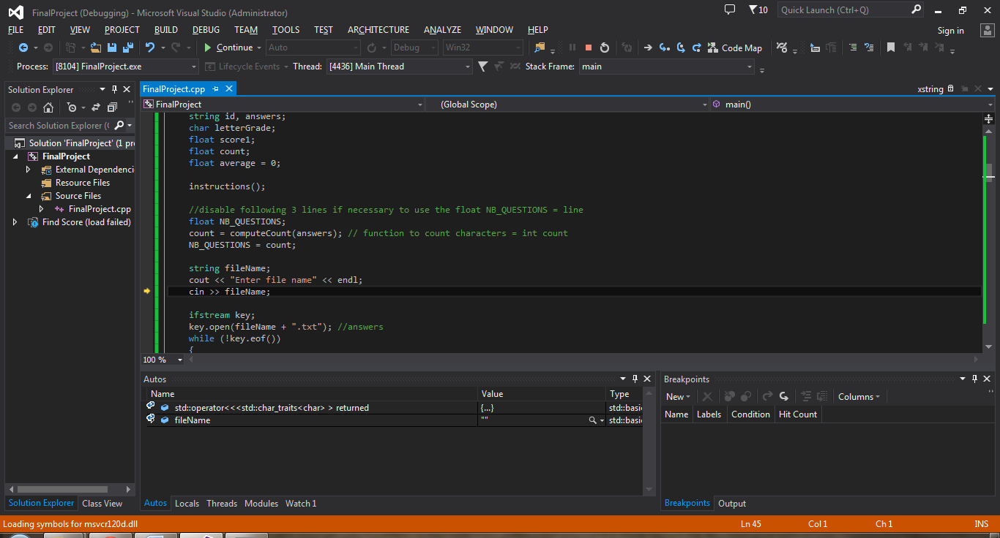 FinalProject (Debugging) - Microsoft Visual Studio (Administrator)
10
Quick Launch (Ctrl+Q)
FILE EDIT VIEW PROJECT BUILD DEBUG TEAM TOOLS TEST ARCHITECTURE ANALYZE WINDOW HELP
Sign in
Continue Auto Debug Win32 Code Map
Process: [8104] FinalProject.exe Lifecycle Events Thread: [4436] Main Thread Stack Frame: main
Solution Explorer
Search Solution Explorer (
Solution 'FinalProject' (1 pr
FinalProject
External Dependenci
Resource Files
Source Files
FinalProject.cpp
Find Score (load failed)
Solution Explorer Class View
FinalProject.cpp
xstring
FinalProject (Global Scope) main()
string id, answers;
char letterGrade;
float score1;
float count;
float average = 0;
instructions();
//disable following 3 lines if necessary to use the float NB_QUESTIONS = line
float NB_QUESTIONS;
count = computeCount(answers); // function to count characters = int count
NB_QUESTIONS = count;
string fileName;
cout << "Enter file name" << endl;
cin >> fileName;
ifstream key;
key.open(fileName + ".txt"); //answers
while (!key.eof())
{
100 %
Autos
Name Value Type
std::operator<<<std::char_traits<char> > returned {...} std::basi
fileName "" std::basi
Autos Locals Threads Modules Watch 1
Breakpoints
New Columns
Name Labels Condition Hit Count
Breakpoints Output
Loading symbols for msvcr120d.dll Ln 45 Col 1 Ch 1 INS